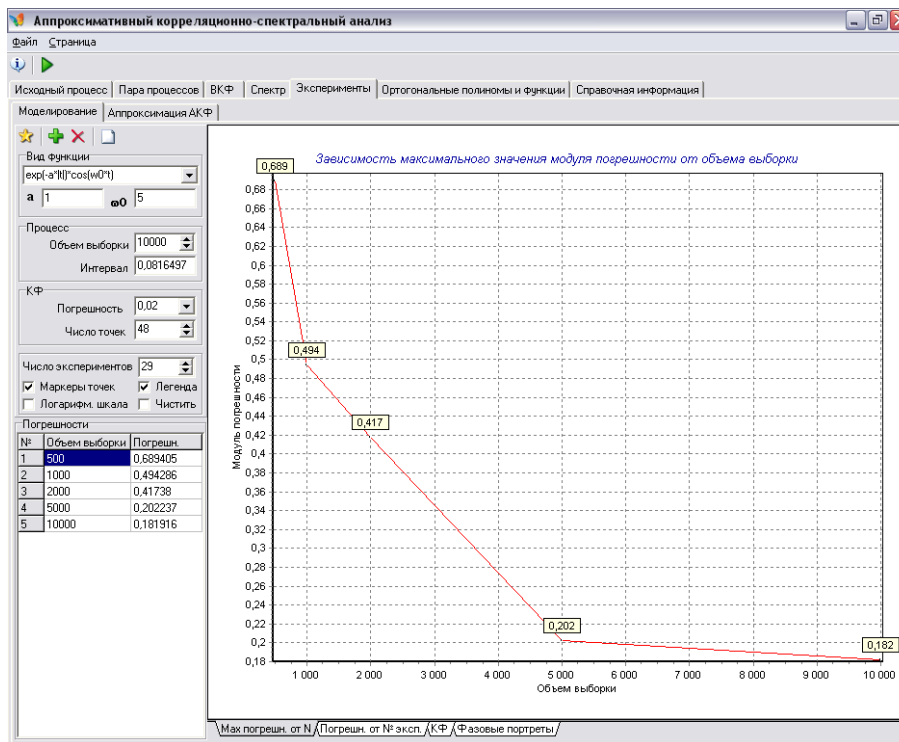 Аппроксимативный корреляционно-спектральный анализ
Файл Страница
Исходный процесс Пара процессов ВКФ Спектр Эксперименты Ортогональные полиномы и функции Справочная информация
Моделирование Аппроксимация АКФ
Вид функции
exp(-a*|t|)*cos(w0*t)
a 1 ω0 5
Процесс
Объем выборки 10000
Интервал 0,0816497
КФ
Погрешность 0,02
Число точек 48
Число экспериментов 29
Маркеры точек Легенда
Логарифм. шкала Чистить
Погрешности
№ Объем выборки Погрешн.
1 500 0,689405
2 1000 0,494286
3 2000 0,41738
4 5000 0,202237
5 10000 0,181916
Зависимость максимального значения модуля погрешности от объема выборки
0,689
0,494
0,417
0,202
0,182
Модуль погрешности
0,68
0,66
0,64
0,62
0,6
0,58
0,56
0,54
0,52
0,5
0,48
0,46
0,44
0,42
0,4
0,38
0,36
0,34
0,32
0,3
0,28
0,26
0,24
0,22
0,2
0,18
1 000 2 000 3 000 4 000 5 000 6 000 7 000 8 000 9 000 10 000
Объем выборки
Max погрешн. от N Погрешн. от № эксп. КФ Фазовые портреты